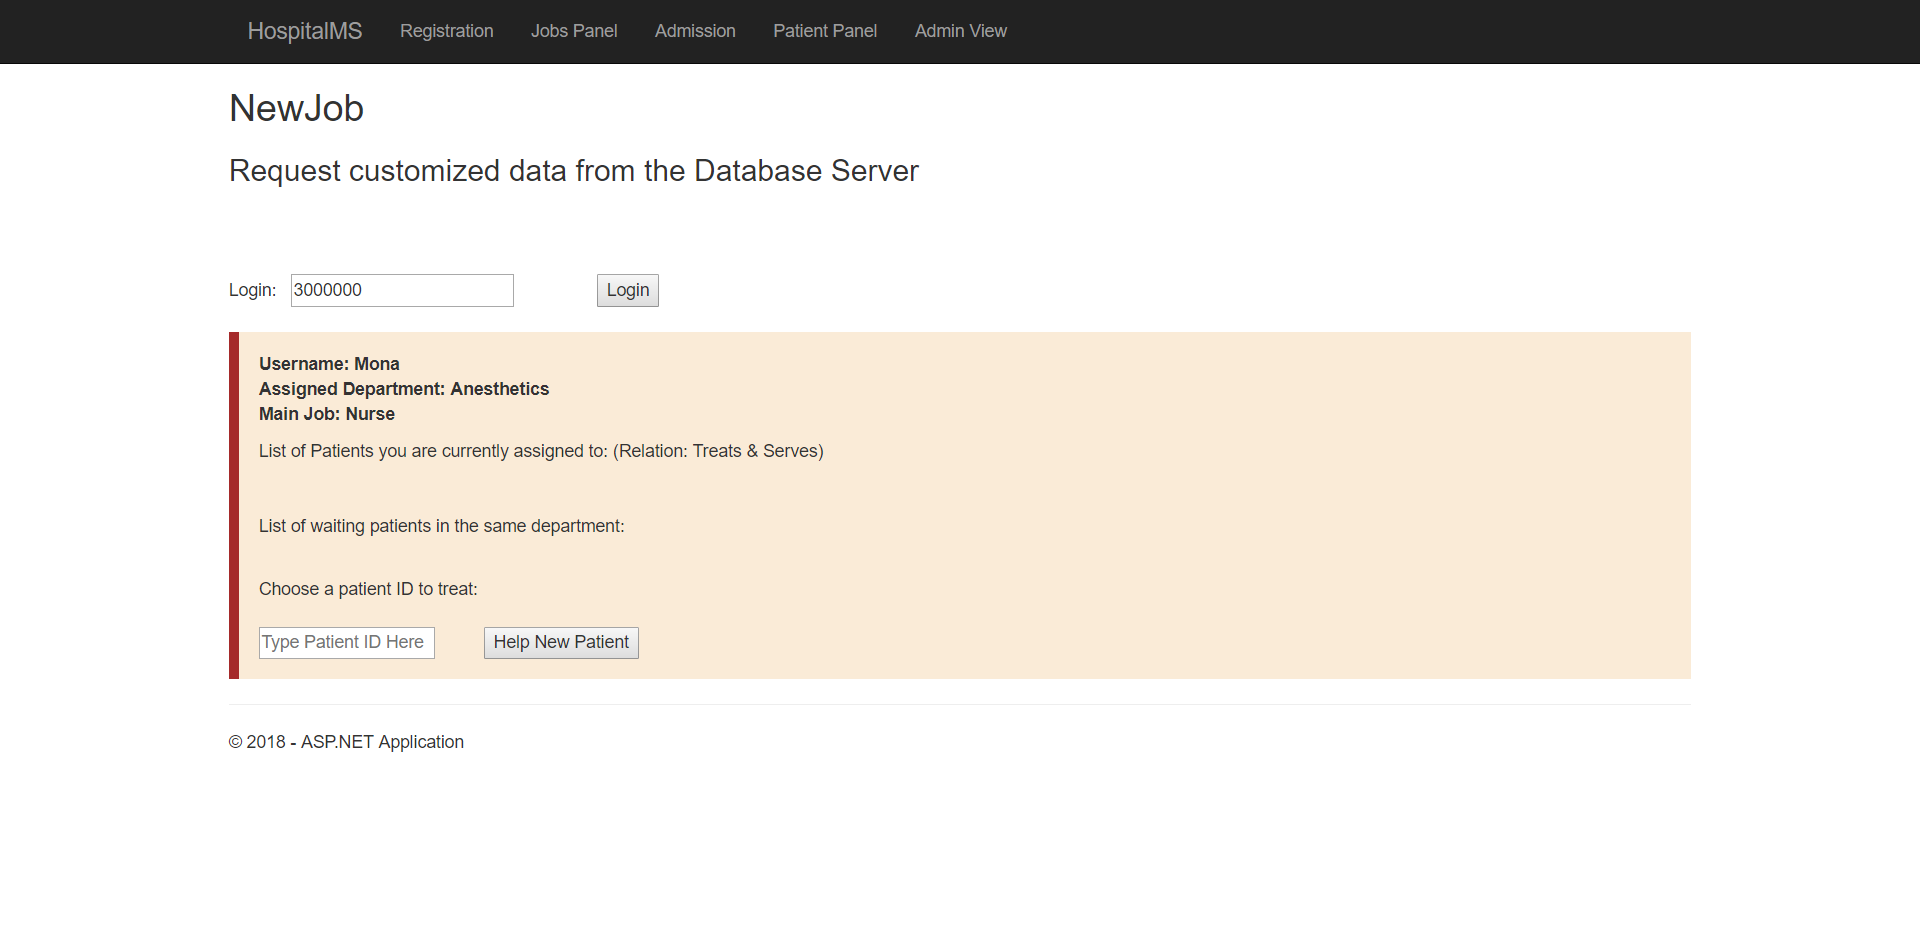 HospitalMS Registration Jobs Panel Admission Patient Panel Admin View
NewJob
Request customized data from the Database Server
Login: 3000000 Login
Username: Mona
Assigned Department: Anesthetics
Main Job: Nurse
List of Patients you are currently assigned to: (Relation: Treats & Serves)
List of waiting patients in the same department:
Choose a patient ID to treat:
Type Patient ID Here Help New Patient
© 2018 - ASP.NET Application